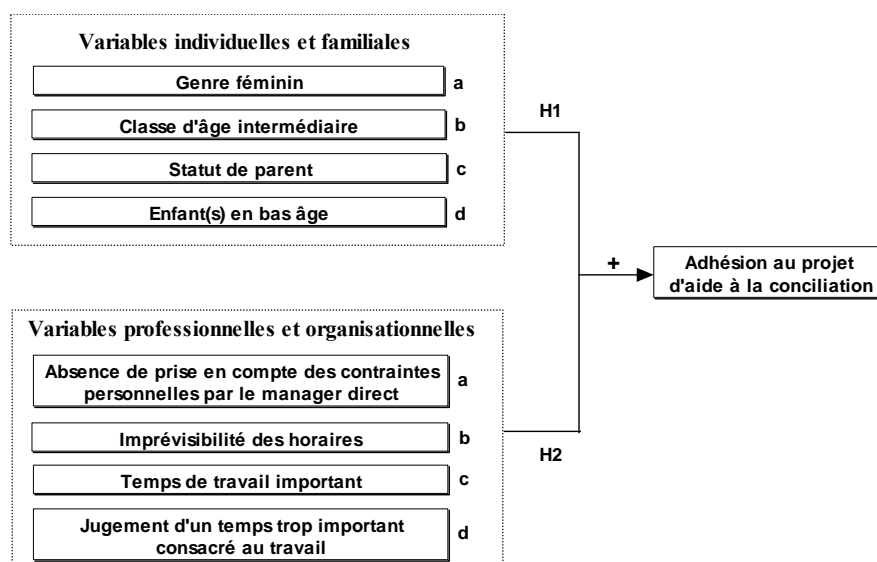 Variables individuelles et familiales
Genre féminin
a
Classe d'âge intermédiaire
b
Statut de parent
c
Enfant(s) en bas âge
d
H1
+
Adhésion au projet
d'aide à la conciliation
Variables professionnelles et organisationnelles
Absence de prise en compte des contraintes
personnelles par le manager direct
a
Imprévisibilité des horaires
b
Temps de travail important
c
Jugement d'un temps trop important
consacré au travail
d
H2